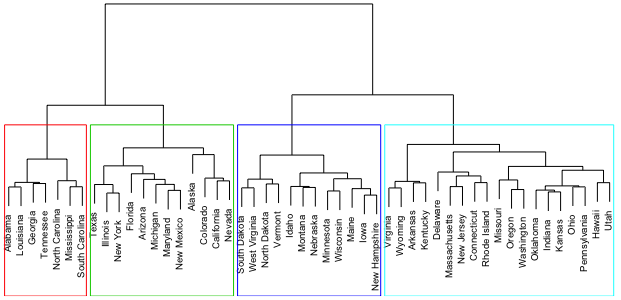 Alabama
Louisiana
Georgia
Tennessee
North Carolina
Mississippi
South Carolina
Texas
Illinois
New York
Florida
Arizona
Michigan
Maryland
New Mexico
Alaska
Colorado
California
Nevada
South Dakota
West Virginia
North Dakota
Vermont
Idaho
Montana
Nebraska
Minnesota
Wisconsin
Maine
Iowa
New Hampshire
Virginia
Wyoming
Arkansas
Kentucky
Delaware
Massachusetts
New Jersey
Connecticut
Rhode Island
Missouri
Oregon
Washington
Oklahoma
Indiana
Kansas
Ohio
Pennsylvania
Hawaii
Utah